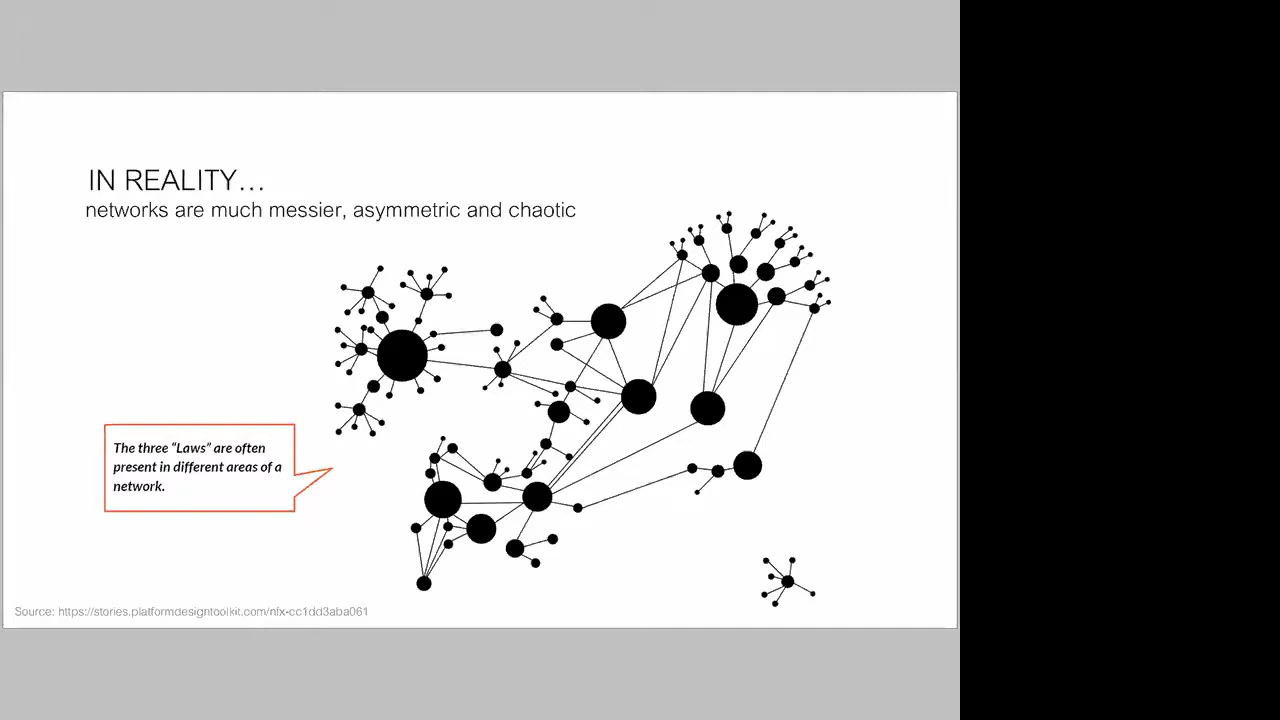 IN REALITY…
networks are much messier, asymmetric and chaotic
The three “Laws” are often
present in different areas of a
network.
Source: https://stories.platformdesigntoolkit.com/nfx-cc1dd3aba061